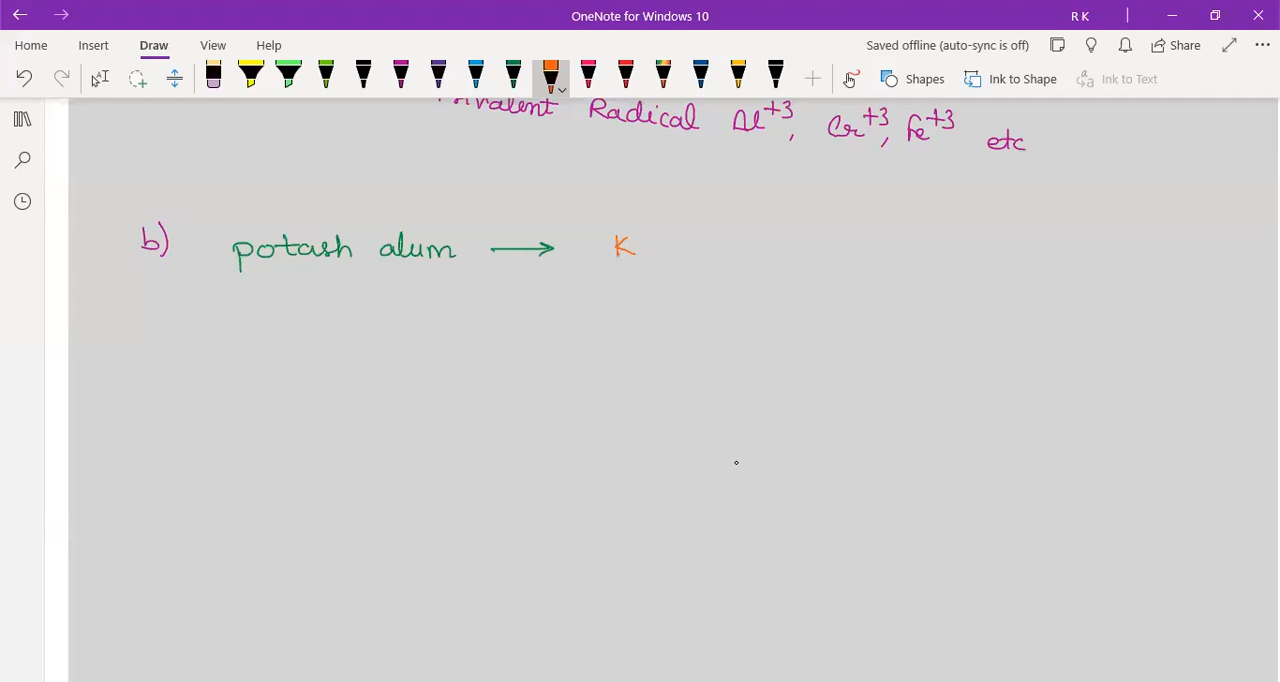 OneNote for Windows 10
R K
Home Insert Draw View Help
Saved offline (auto-sync is off)
Share
Shapes
Ink to Shape
Ink to Text
Radical Al+3, Cr+3, Fe+3 etc
b) potash alum → K